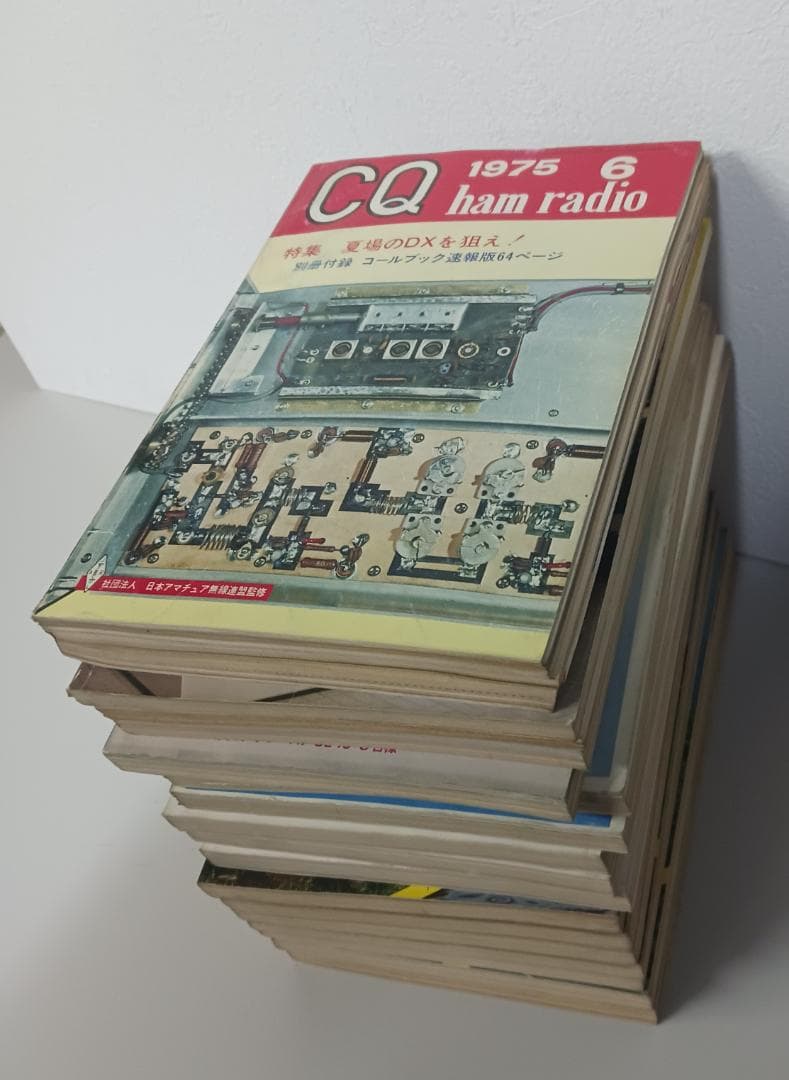 CQ 1975 6
ham radio
特集 夏場のDXを狙え!
別冊付録 コールブック速報版64ページ
社団法人 日本アマチュア無線連盟監修